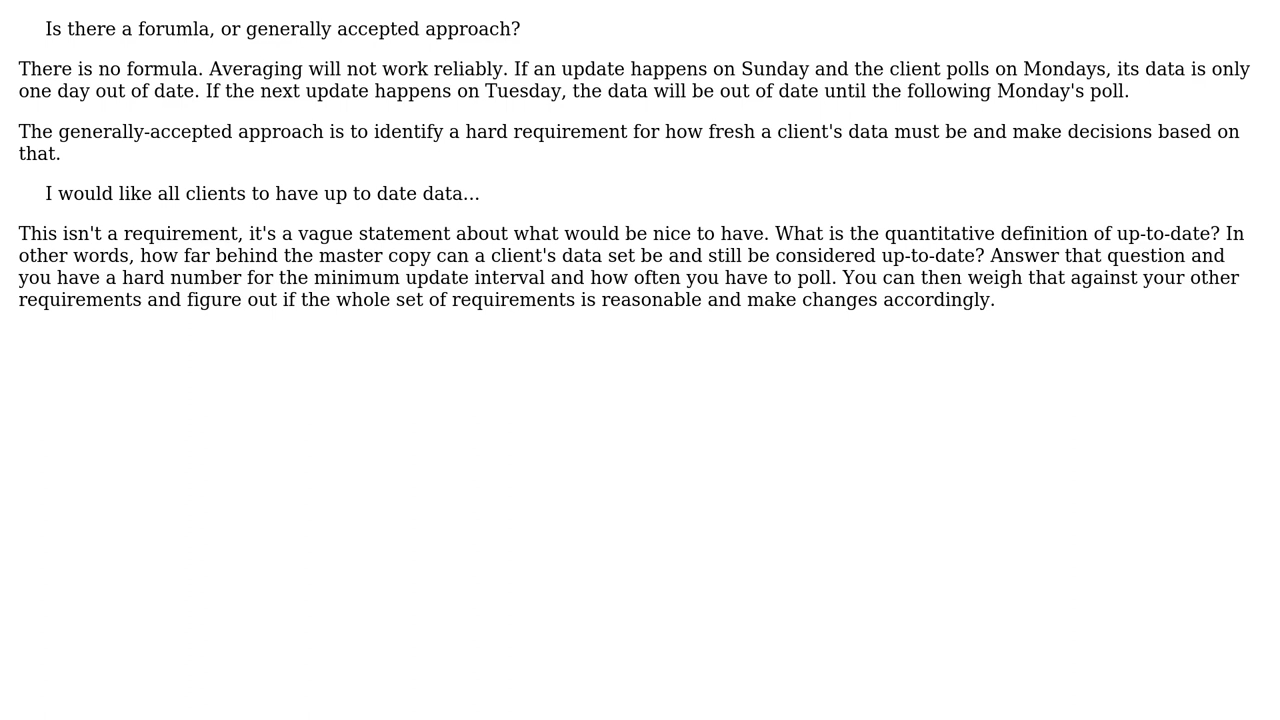 Is there a forumla, or generally accepted approach?
There is no formula. Averaging will not work reliably. If an update happens on Sunday and the client polls on Mondays, its data is only
one day out of date. If the next update happens on Tuesday, the data will be out of date until the following Monday's poll.
The generally-accepted approach is to identify a hard requirement for how fresh a client's data must be and make decisions based on
that.
I would like all clients to have up to date data...
This isn't a requirement, it's a vague statement about what would be nice to have. What is the quantitative definition of up-to-date? In
other words, how far behind the master copy can a client's data set be and still be considered up-to-date? Answer that question and
you have a hard number for the minimum update interval and how often you have to poll. You can then weigh that against your other
requirements and figure out if the whole set of requirements is reasonable and make changes accordingly.